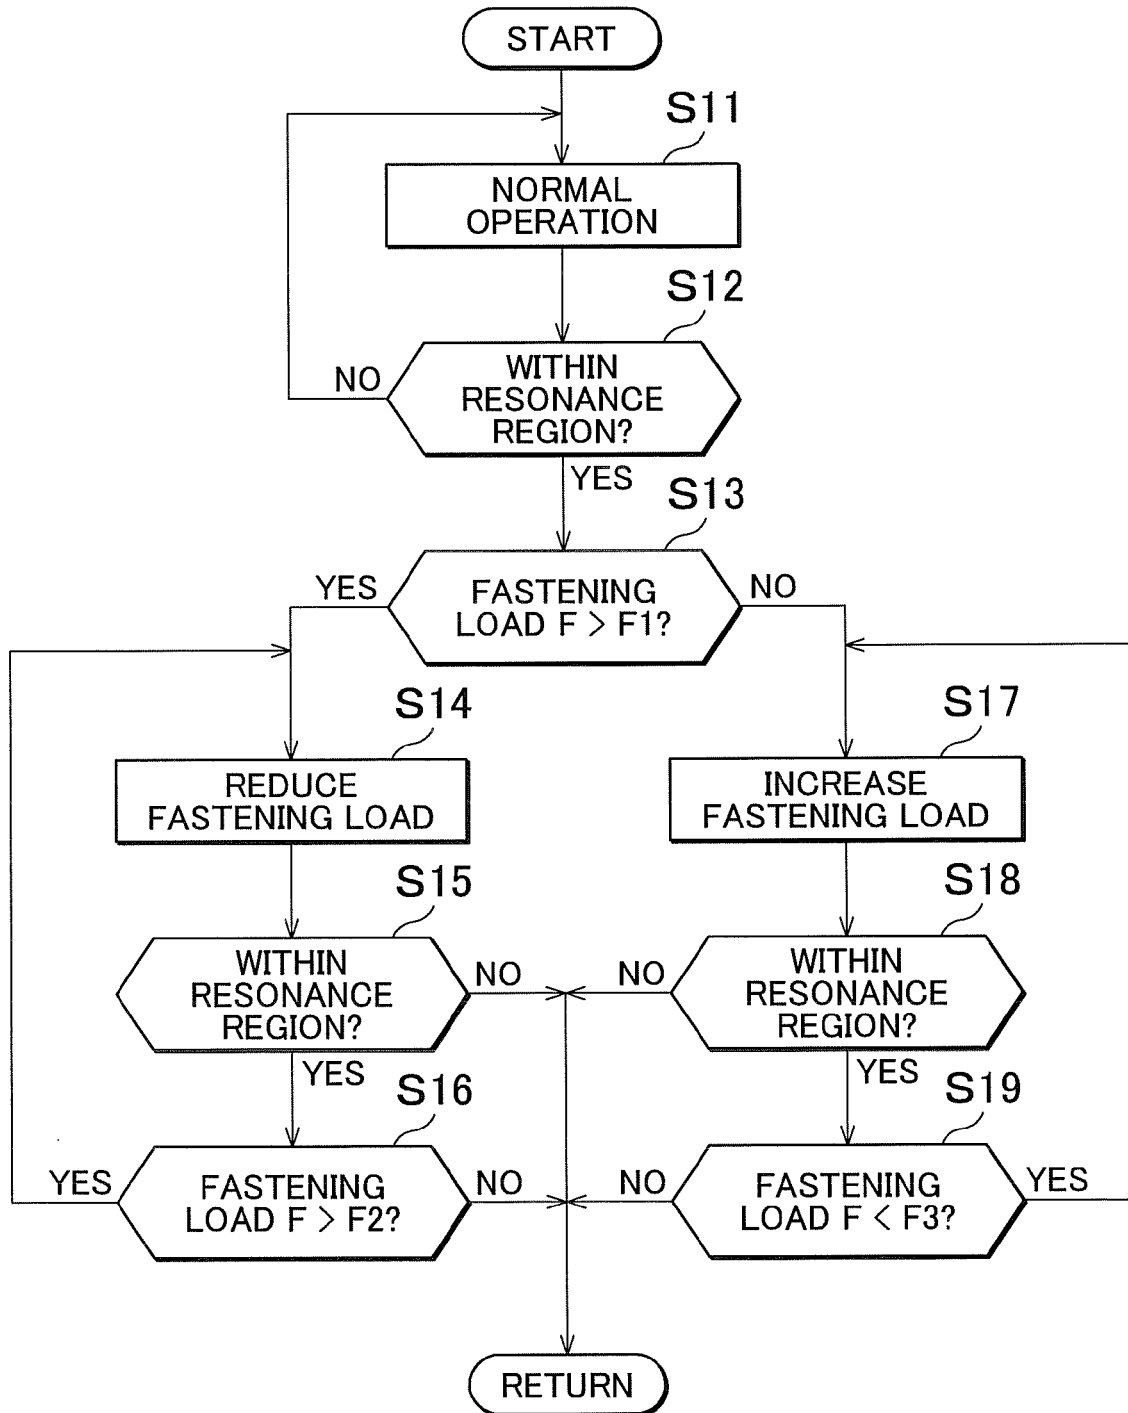 START
S11
NORMAL
OPERATION
S12
WITHIN
RESONANCE
REGION?
NO
YES
S13
FASTENING
LOAD F > F1?
YES
NO
S14
REDUCE
FASTENING LOAD
S17
INCREASE
FASTENING LOAD
S15
WITHIN
RESONANCE
REGION?
NO
YES
S18
WITHIN
RESONANCE
REGION?
NO
YES
S16
FASTENING
LOAD F > F2?
YES
NO
S19
FASTENING
LOAD F < F3?
NO
YES
RETURN